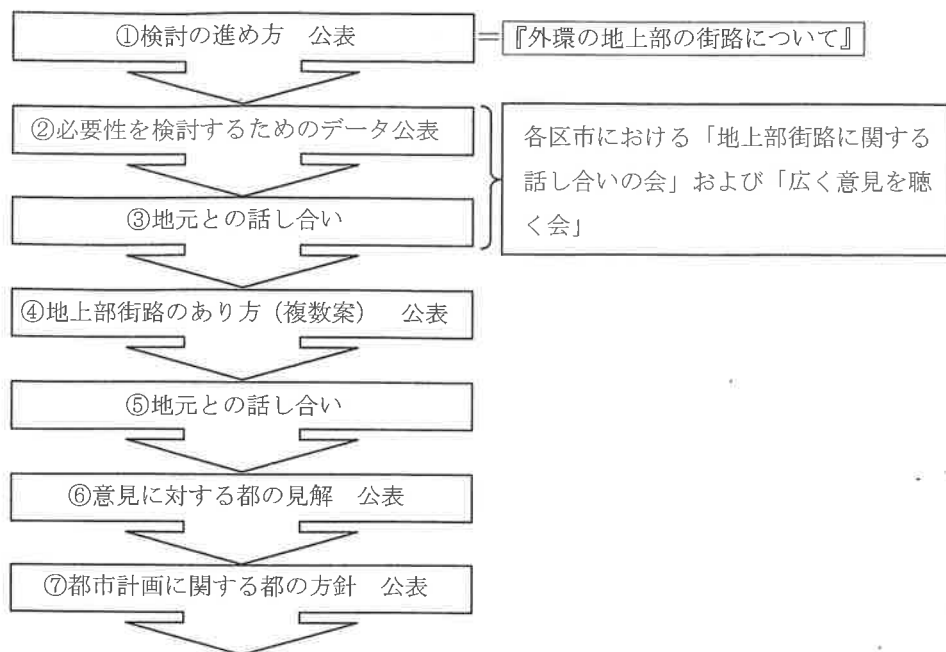 ①検討の進め方　公表
＝『外環の地上部の街路について』
②必要性を検討するためのデータ公表
各区市における「地上部街路に関する
話し合いの会」および「広く意見を聴
く会」
③地元との話し合い
④地上部街路のあり方（複数案）　公表
⑤地元との話し合い
⑥意見に対する都の見解　公表
⑦都市計画に関する都の方針　公表